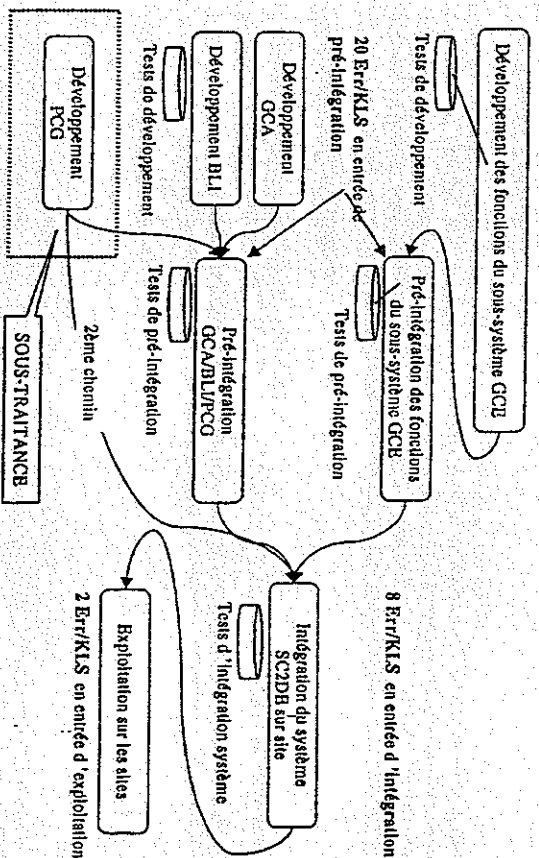 Développement des fonctions du sous-système GCE
Tests de développement
20 Err/KLS en entrée de
pré-intégration
Pré-intégration des fonctions
du sous-système GCE
Tests de pré-intégration
8 Err/KLS en entrée d'intégration
Développement
GCA
Développement BLI
Tests de développement
Pré-intégration
GCA/BLI/PCG
Tests de pré-intégration
Intégration du système
SC2DB sur site
Tests d'intégration système
Développement
PCG
2ème chemin
SOUS-TRAITANCE
Exploitation sur les sites
2 Err/KLS en entrée d'exploitation